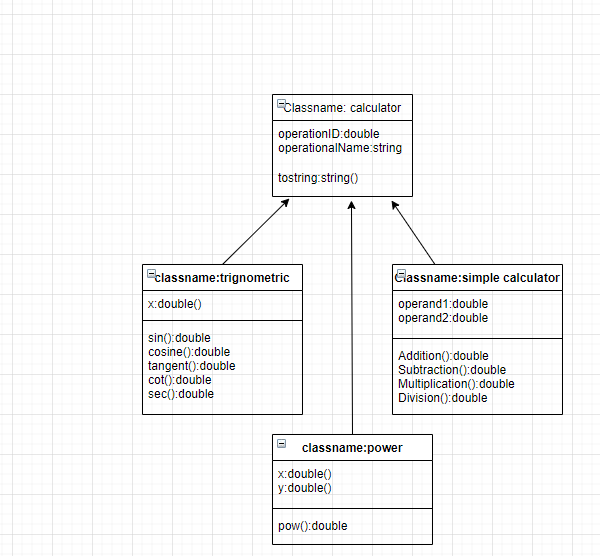 Classname: calculator
operationID:double
operationalName:string
tostring:string()
classname:trignometric
x:double()
sin():double
cosine():double
tangent():double
cot():double
sec():double
Classname:simple calculator
operand1:double
operand2:double
Addition():double
Subtraction():double
Multiplication():double
Division():double
classname:power
x:double()
y:double()
pow():double